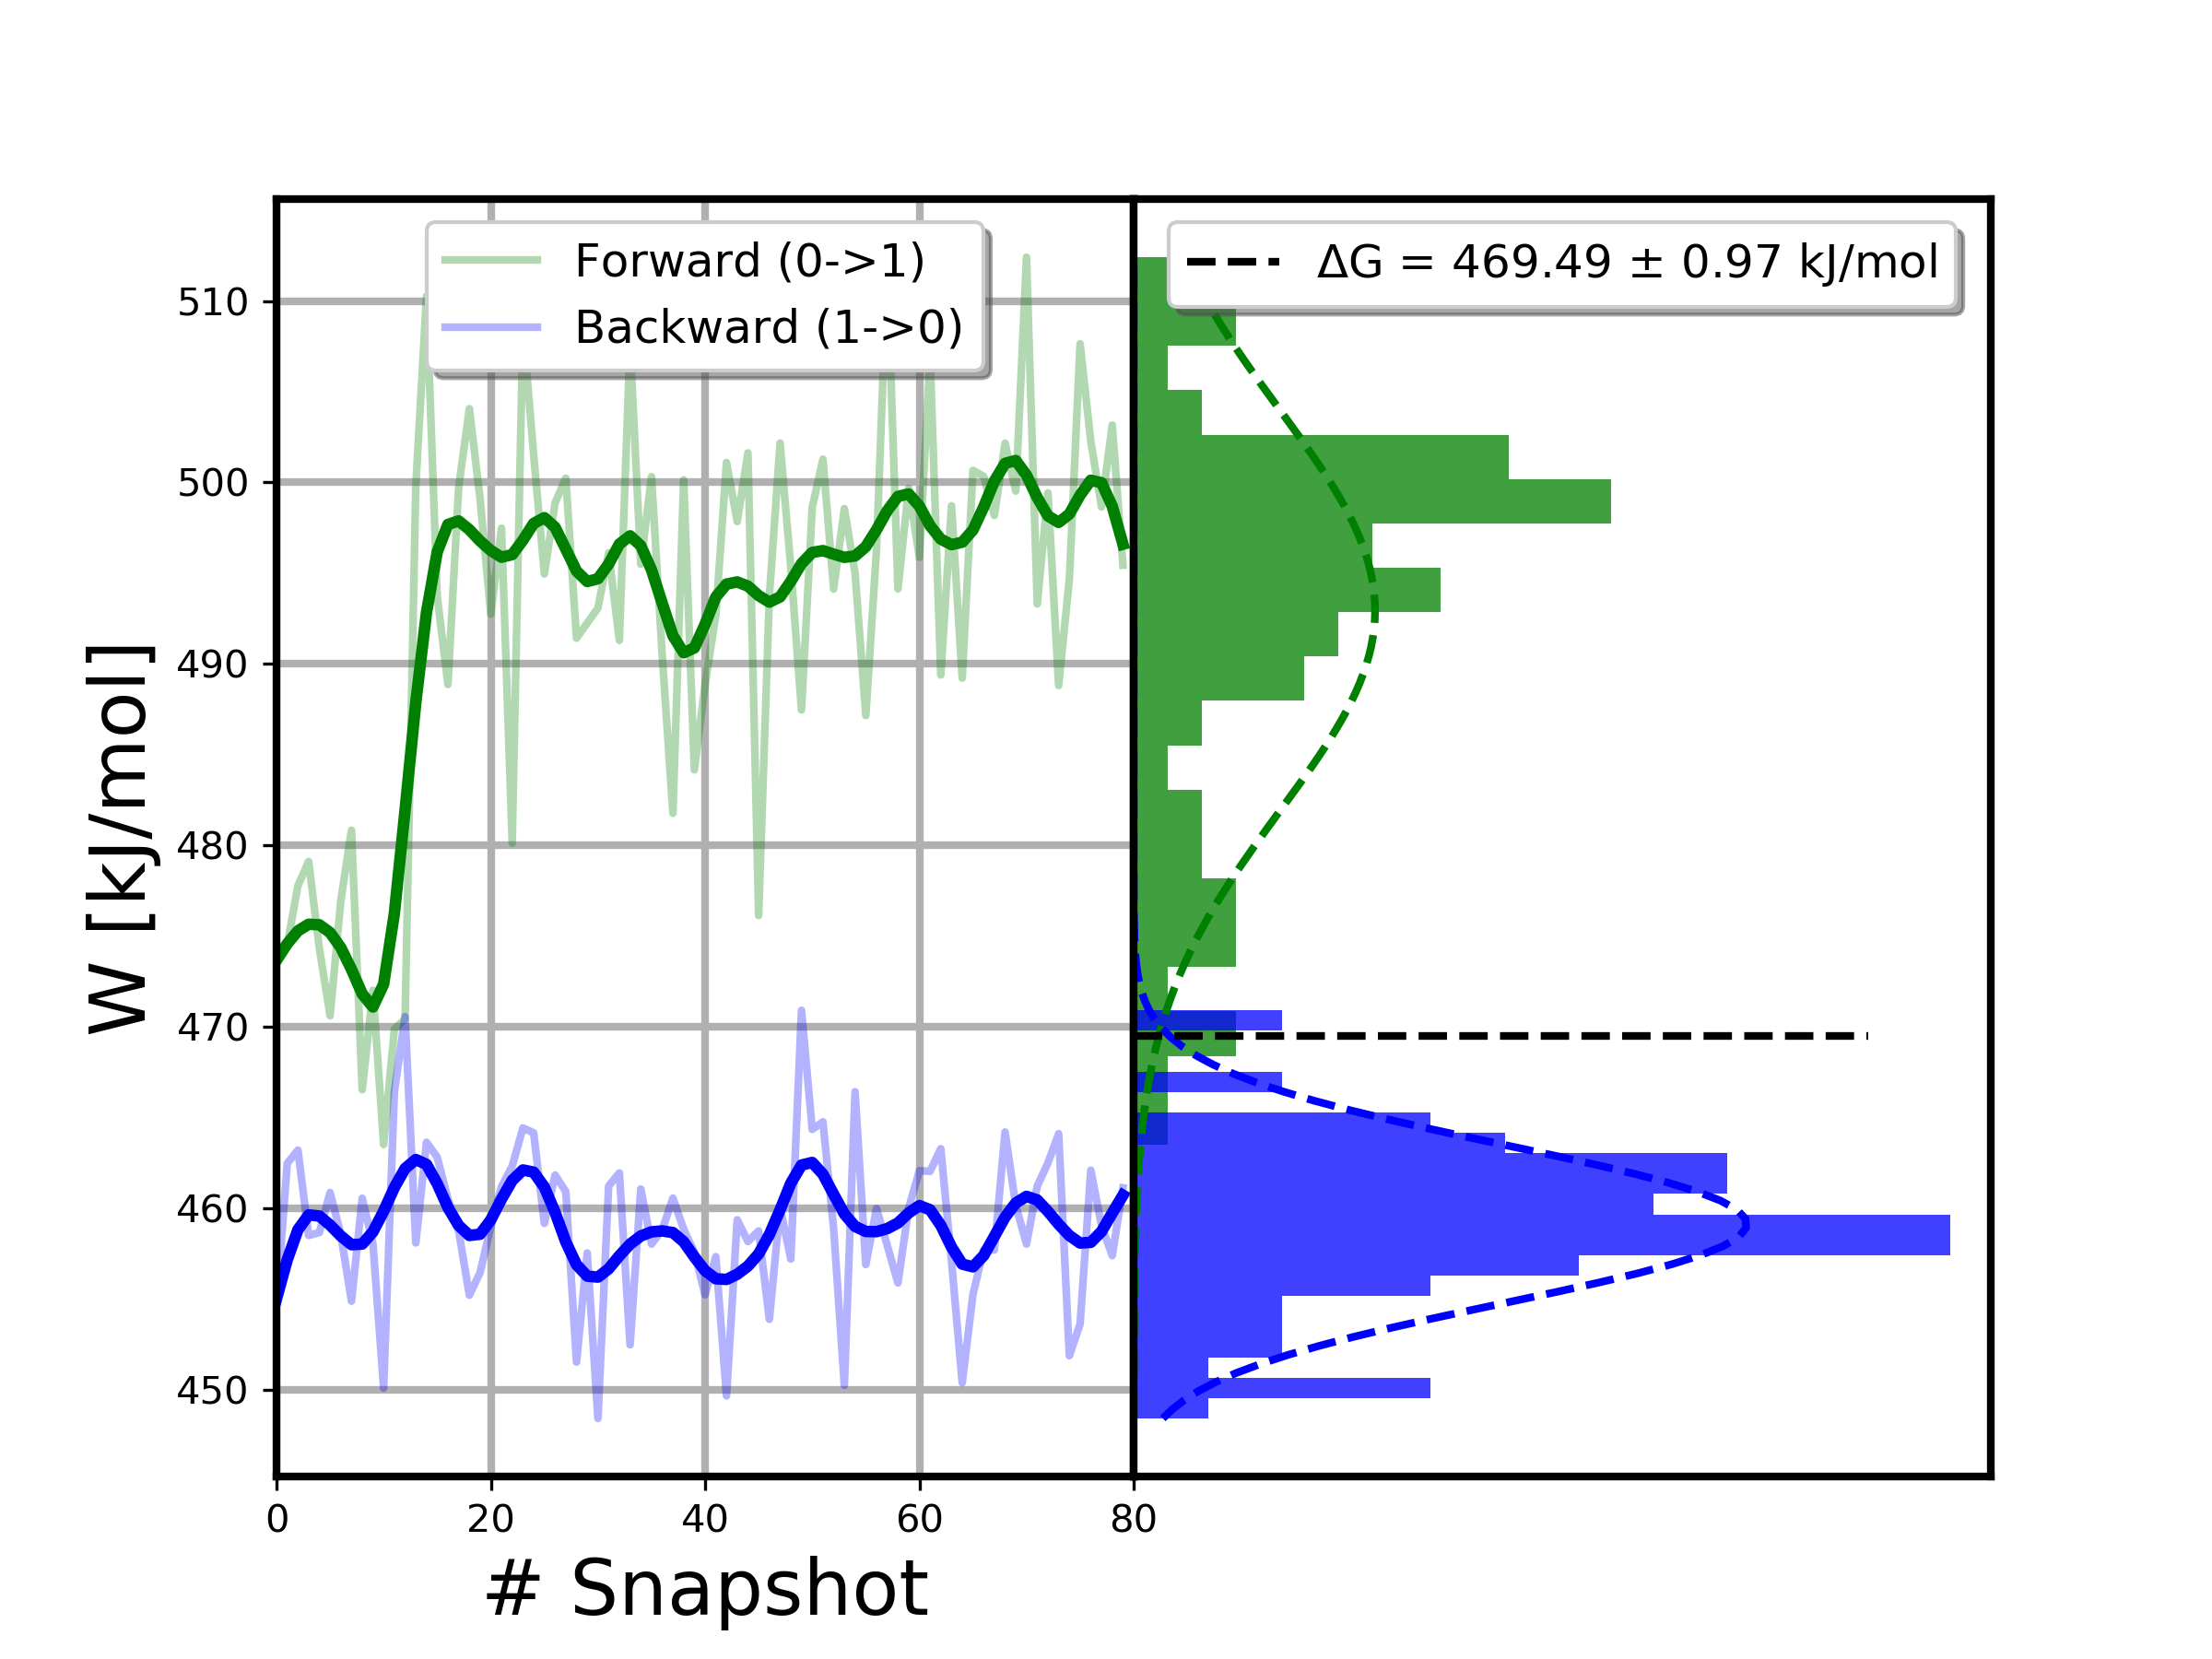 Forward (0->1)
Backward (1->0)
ΔG = 469.49 ± 0.97 kJ/mol
W [kJ/mol]
510
500
490
480
470
460
450
0 20 40 60 80
# Snapshot